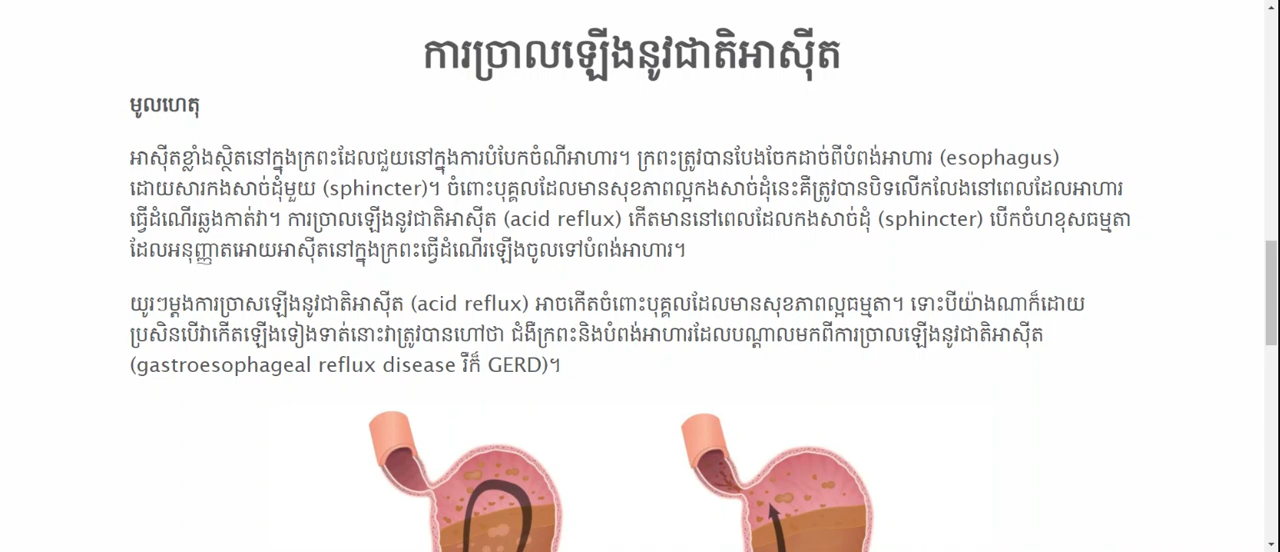 ការច្រាលឡើងនូវជាតិអាស៊ីត
មូលហេតុ
អាស៊ីតខ្លាំងស្ថិតនៅក្នុងក្រពះដែលជួយនៅក្នុងការបំបែកចំណីអាហារ។ ក្រពះត្រូវបានបែងចែកដាច់ពីបំពង់អាហារ (esophagus)
ដោយសារកងសាច់ដុំមួយ (sphincter)។ ចំពោះបុគ្គលដែលមានសុខភាពល្អកងសាច់ដុំនេះគឺត្រូវបានបិទលើកលែងនៅពេលដែលអាហារ
ធ្វើដំណើរឆ្លងកាត់វា។ ការច្រាលឡើងនូវជាតិអាស៊ីត (acid reflux) កើតមាននៅពេលដែលកងសាច់ដុំ (sphincter) បើកចំហខុសធម្មតា
ដែលអនុញ្ញាតអោយអាស៊ីតនៅក្នុងក្រពះធ្វើដំណើរឡើងចូលទៅបំពង់អាហារ។
យូរៗម្តងការច្រាសឡើងនូវជាតិអាស៊ីត (acid reflux) អាចកើតចំពោះបុគ្គលដែលមានសុខភាពល្អធម្មតា។ ទោះបីយ៉ាងណាក៏ដោយ
ប្រសិនបើវាកើតឡើងទៀងទាត់នោះវាត្រូវបានហៅថា ជំងឺក្រពះនិងបំពង់អាហារដែលបណ្តាលមកពីការច្រាលឡើងនូវជាតិអាស៊ីត
(gastroesophageal reflux disease រឺក៏ GERD)។